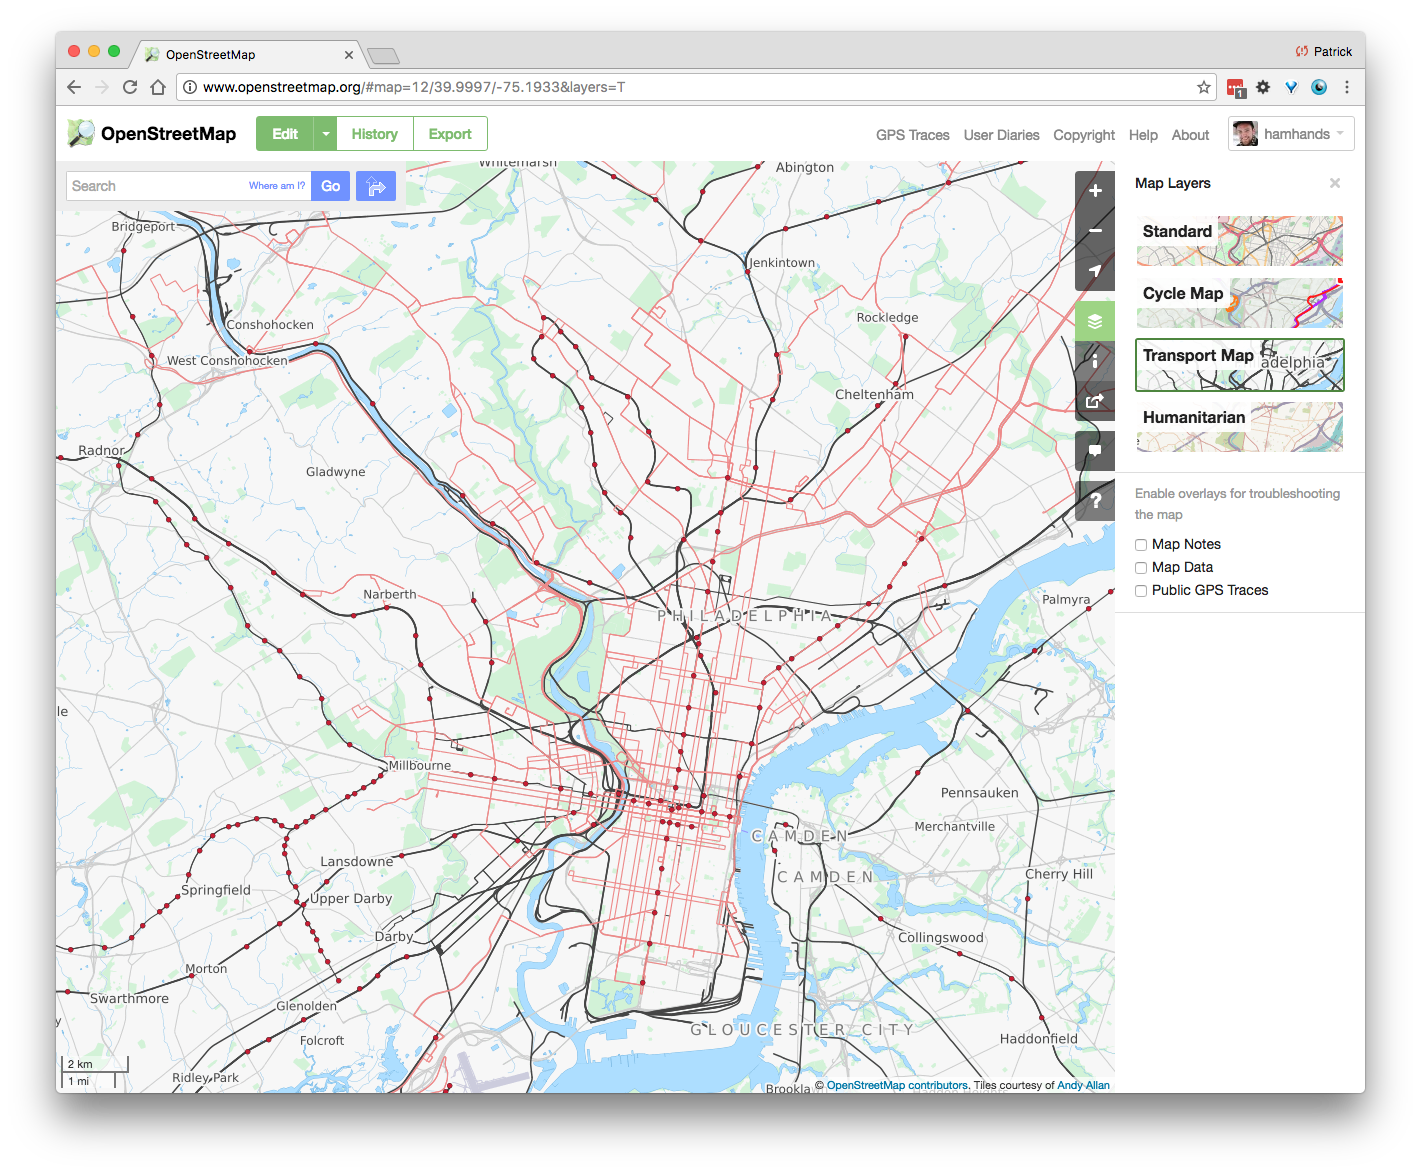 OpenStreetMap
Patrick
www.openstreetmap.org/#map=12/39.9997/-75.1933&layers=T
1
OpenStreetMap
Edit
History
Export
GPS Traces
User Diaries
Copyright
Help
About
hamhands
Search
Where am I?
Go
Whitemarsh
Abington
Bridgeport
Jenkintown
Conshohocken
Rockledge
West Conshohocken
Cheltenham
Radnor
Gladwyne
Narberth
PHILADELPHIA
Palmyra
le
Millbourne
Pennsauken
Merchantville
CAMDEN
Lansdowne
CAMDEN
Cherry Hill
Springfield
Upper Darby
Darby
Collingswood
Morton
Swarthmore
Glenolden
GLOUCESTER CITY
y
Folcroft
Haddonfield
Ridley Park
Brookla
2 km
1 mi
© OpenStreetMap contributors. Tiles courtesy of Andy Allan
Map Layers
Standard
Cycle Map
Transport Map
adelphia
Humanitarian
e
Enable overlays for troubleshooting
the map
Map Notes
Map Data
Public GPS Traces